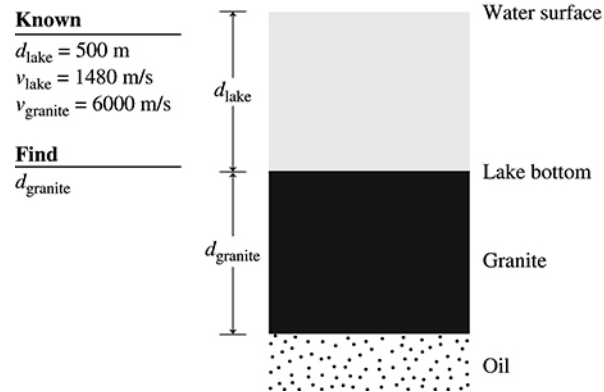 Known
d_lake = 500 m
v_lake = 1480 m/s
v_granite = 6000 m/s
Find
d_granite
Water surface
d_lake
Lake bottom
d_granite
Granite
Oil